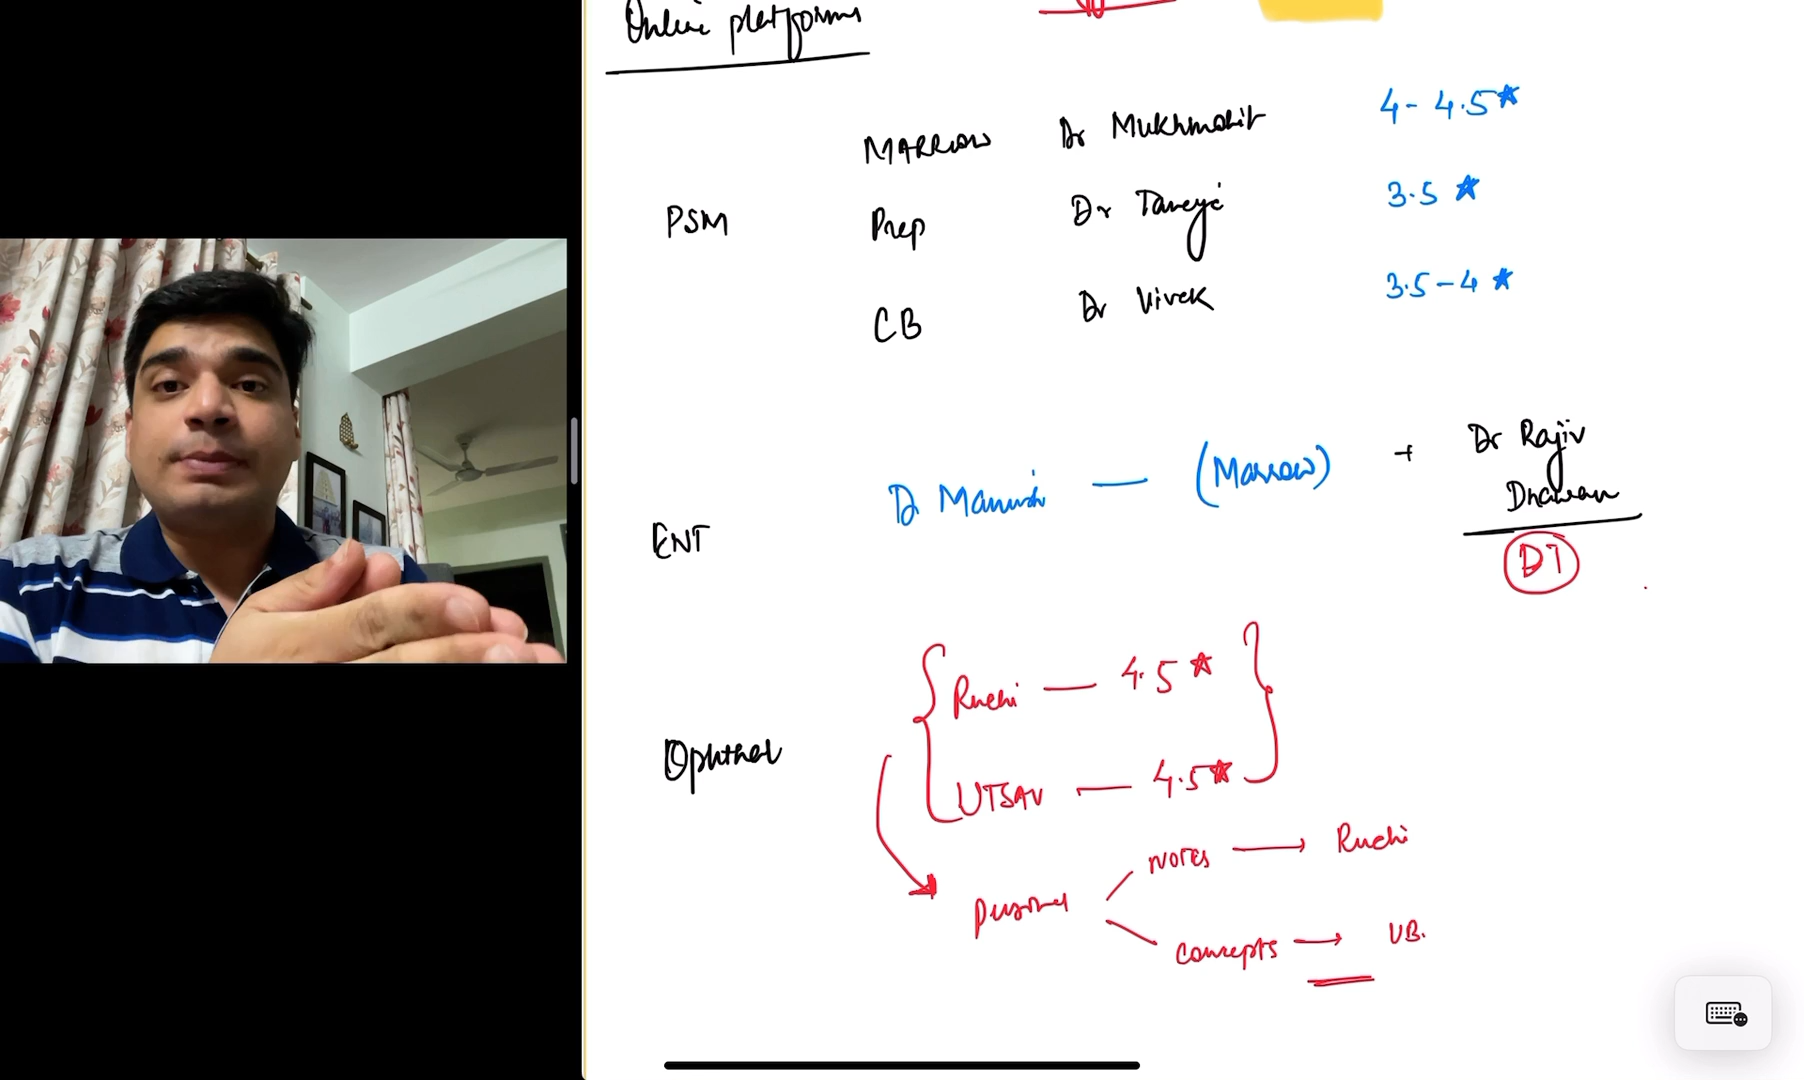 Online platforms
MARROW Dr Mukhmohit 4 - 4.5★
PSM Prep Dr Taneja 3.5 ★
CB Dr Vivek 3.5 - 4 ★
ENT Dr Manish — (Marrow) + Dr Rajiv
Dhawan
DT
Ruchi — 4.5 ★
Ophthal
UTSAV — 4.5★
NOTES → Ruchi
Personal
Concepts → UB.